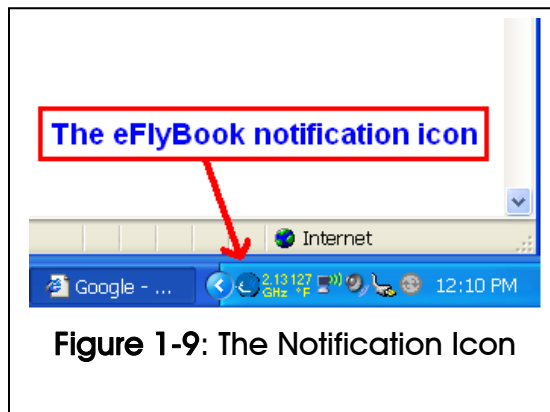 The eFlyBook notification icon
Internet
Google - ...
2.13 127
GHz °F
12:10 PM
Figure 1-9: The Notification Icon